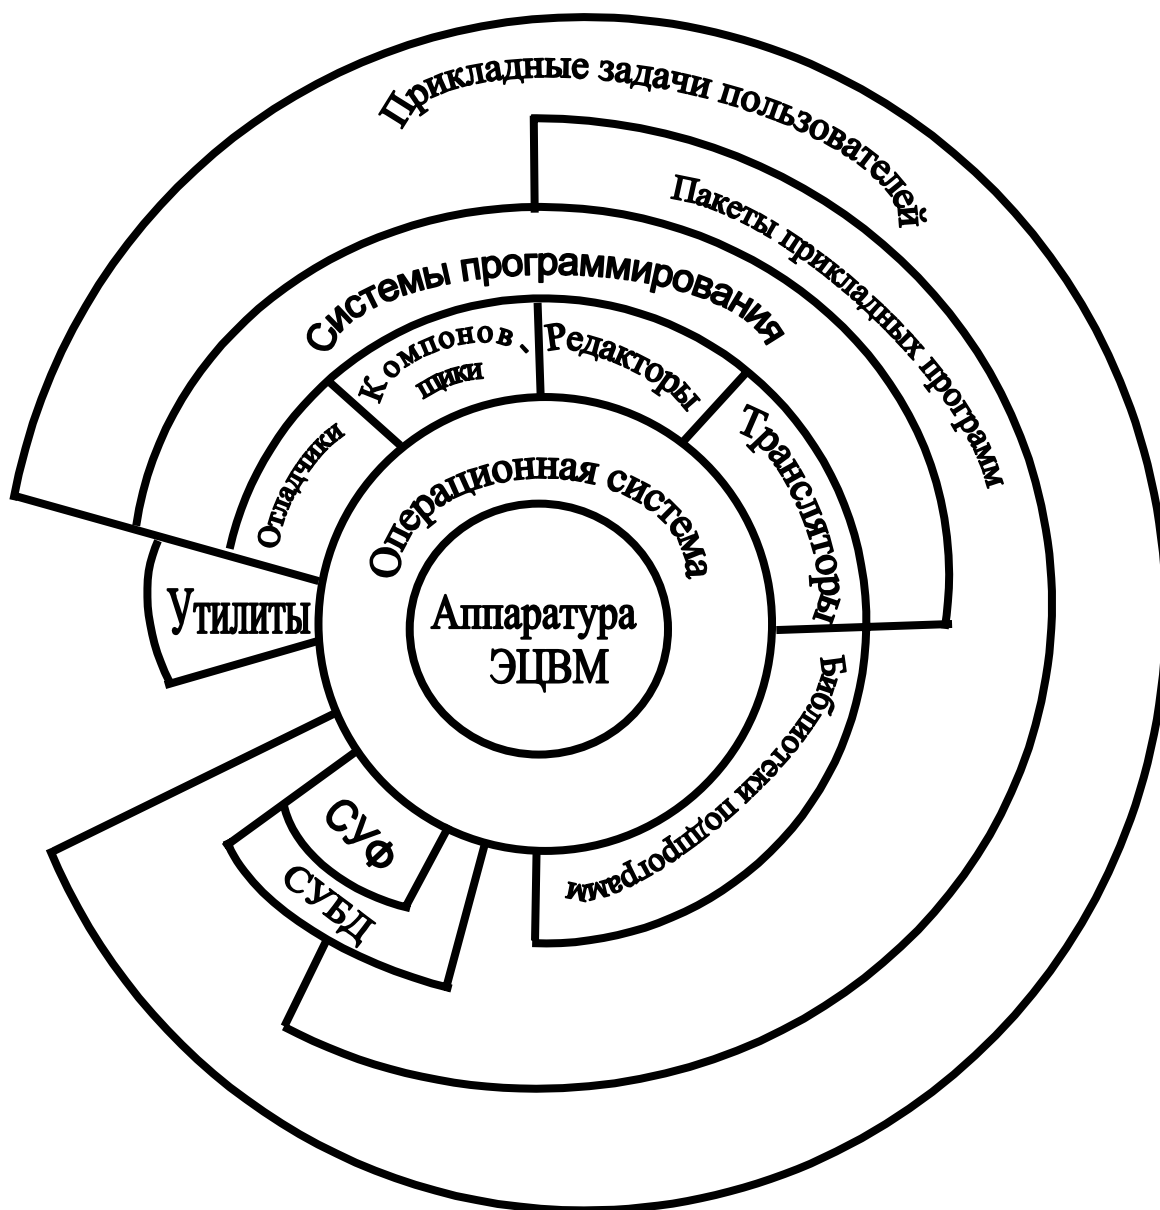 Прикладные задачи пользователей
Пакеты прикладных программ
Системы программирования
Компонов、
щики
Редакторы
Отладчики
Трансляторы
Операционная система
Утилиты
Аппаратура
ЭЦВМ
Библиотеки подпрограмм
СУФ
СУБД